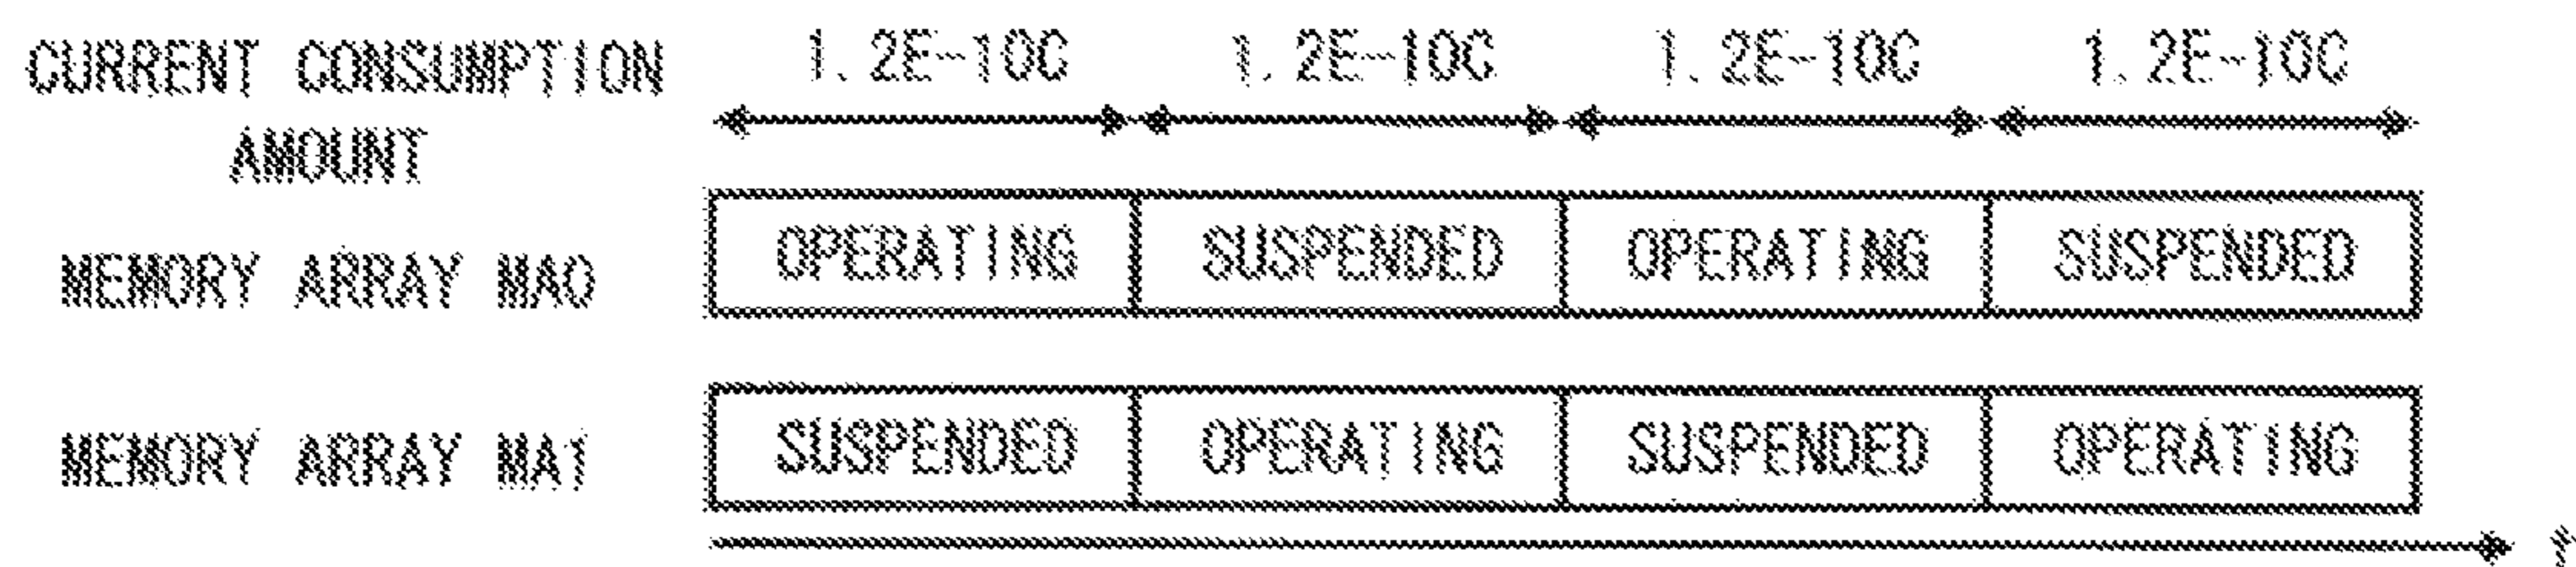 CURRENT CONSUMPTION AMOUNT
1.2E-10C 1.2E-10C 1.2E-10C 1.2E-10C
MEMORY ARRAY MA0 OPERATING SUSPENDED OPERATING SUSPENDED
MEMORY ARRAY MA1 SUSPENDED OPERATING SUSPENDED OPERATING